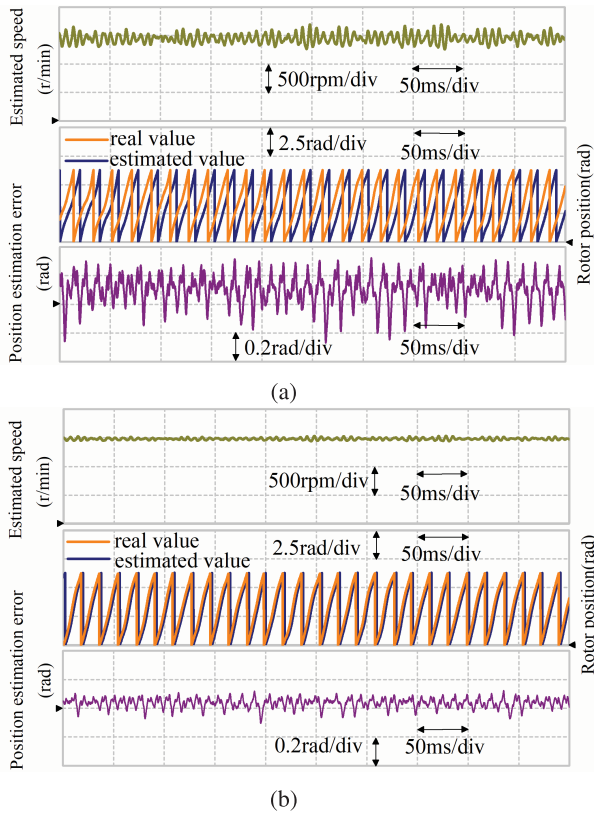 Estimated speed
(r/min)
500rpm/div
50ms/div
real value
estimated value
2.5rad/div
50ms/div
Rotor position(rad)
Position estimation error
(rad)
0.2rad/div
50ms/div
(a)
Estimated speed
(r/min)
500rpm/div
50ms/div
real value
estimated value
2.5rad/div
50ms/div
Rotor position(rad)
Position estimation error
(rad)
0.2rad/div
50ms/div
(b)